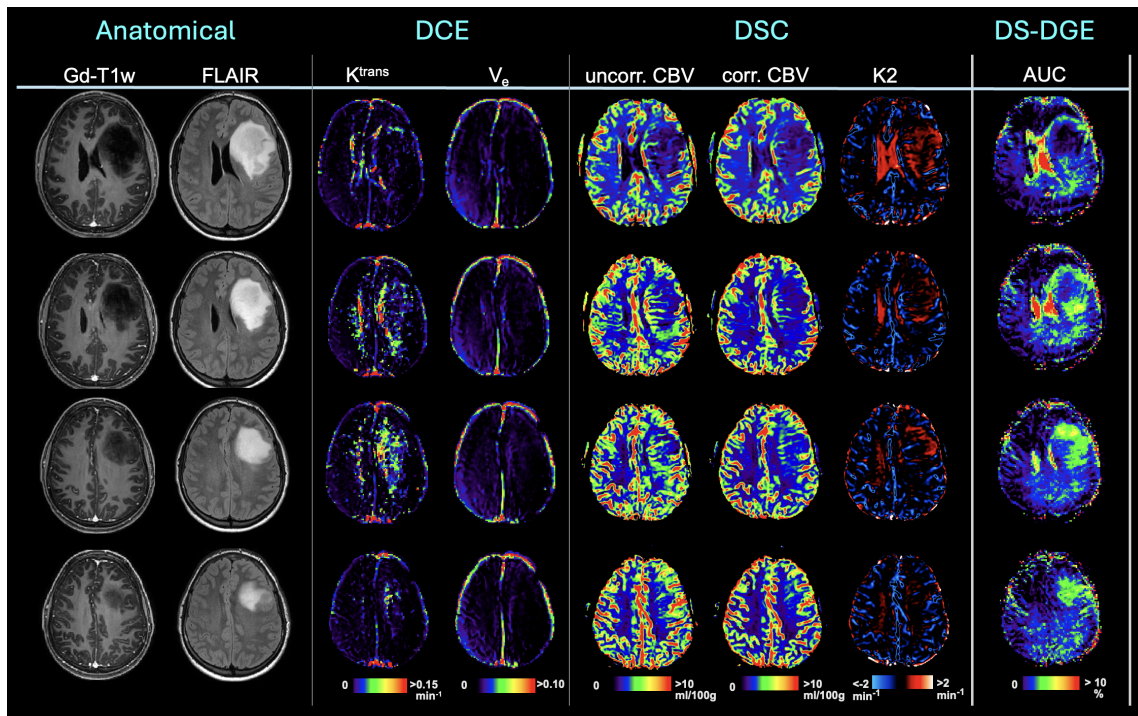 Anatomical DCE DSC DS-DGE
Gd-T1w FLAIR Kᵗʳᵃⁿˢ Vₑ uncorr. CBV corr. CBV K2 AUC
0 >0.15 min⁻¹ 0 >0.10 0 >10 ml/100g 0 >10 ml/100g <-2 min⁻¹ >2 min⁻¹ 0 > 10 %